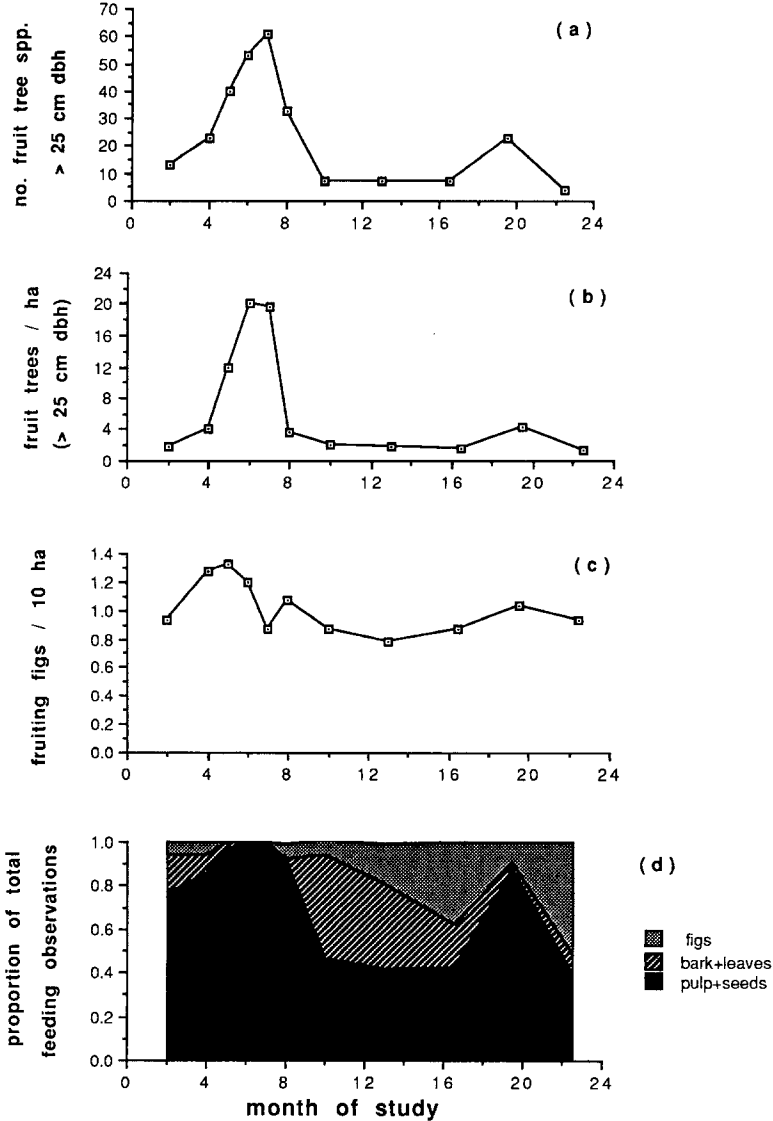 (a)
no. fruit tree spp.
> 25 cm dbh
70
60
50
40
30
20
10
0
0 4 8 12 16 20 24
(b)
fruit trees / ha
(> 25 cm dbh)
24
20
16
12
8
4
0
0 4 8 12 16 20 24
(c)
fruiting figs / 10 ha
1.4
1.2
1.0
0.8
0.6
0.4
0.2
0.0
0 4 8 12 16 20 24
(d)
proportion of total
feeding observations
1.0
0.8
0.6
0.4
0.2
0.0
figs
bark+leaves
pulp+seeds
0 4 8 12 16 20 24
month of study